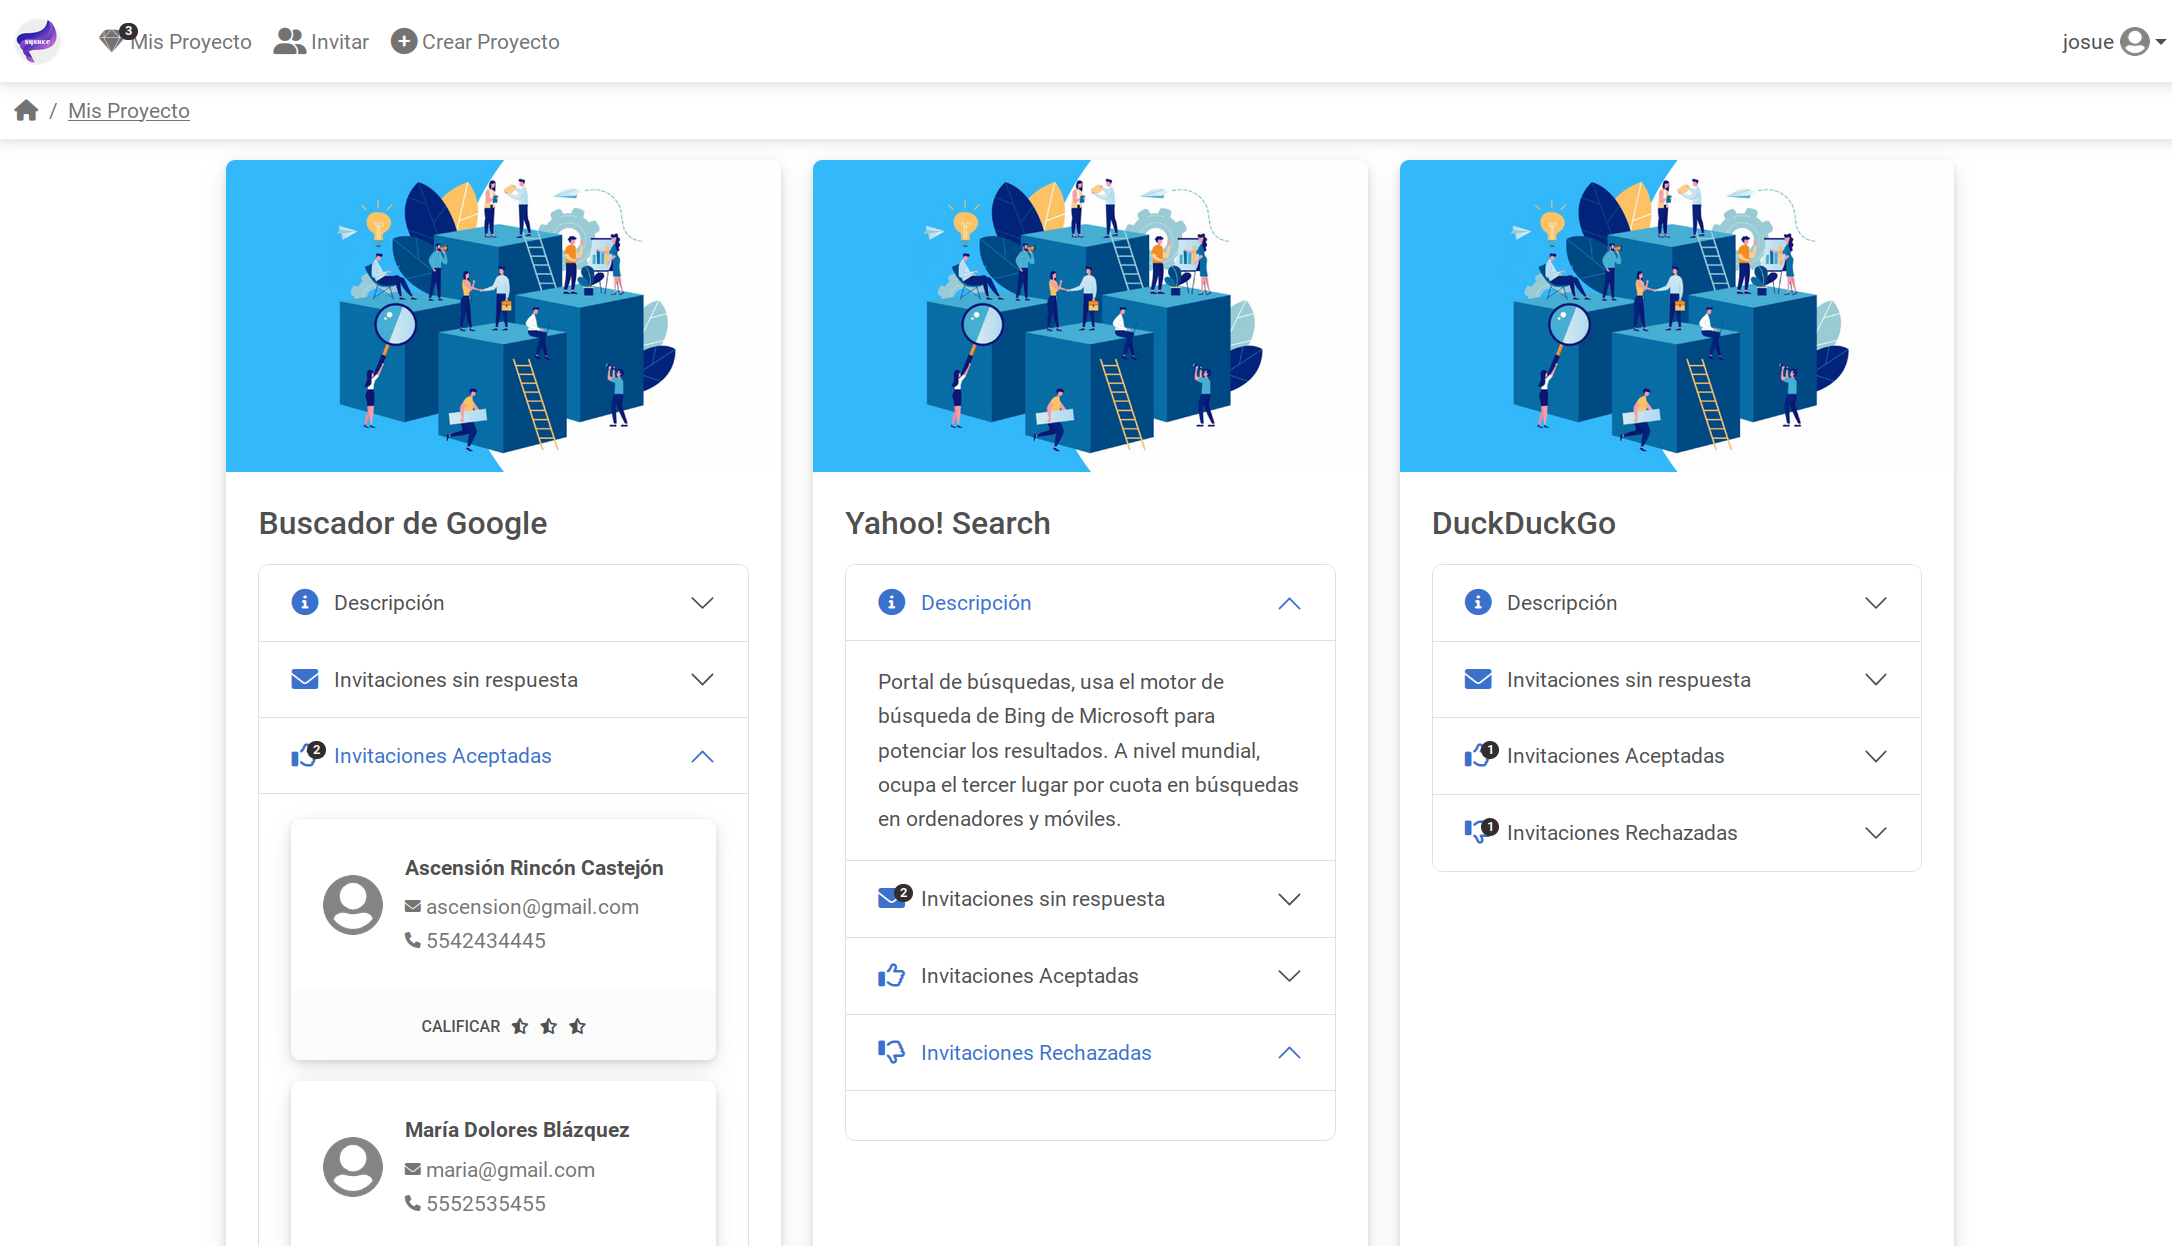 3
Mis Proyecto
Invitar
Crear Proyecto
josue
/ Mis Proyecto
Buscador de Google
Descripción
Invitaciones sin respuesta
2
Invitaciones Aceptadas
Ascensión Rincón Castejón
ascension@gmail.com
5542434445
CALIFICAR
María Dolores Blázquez
maria@gmail.com
5552535455
Yahoo! Search
Descripción
Portal de búsquedas, usa el motor de
búsqueda de Bing de Microsoft para
potenciar los resultados. A nivel mundial,
ocupa el tercer lugar por cuota en búsquedas
en ordenadores y móviles.
2
Invitaciones sin respuesta
Invitaciones Aceptadas
Invitaciones Rechazadas
DuckDuckGo
Descripción
Invitaciones sin respuesta
1
Invitaciones Aceptadas
1
Invitaciones Rechazadas